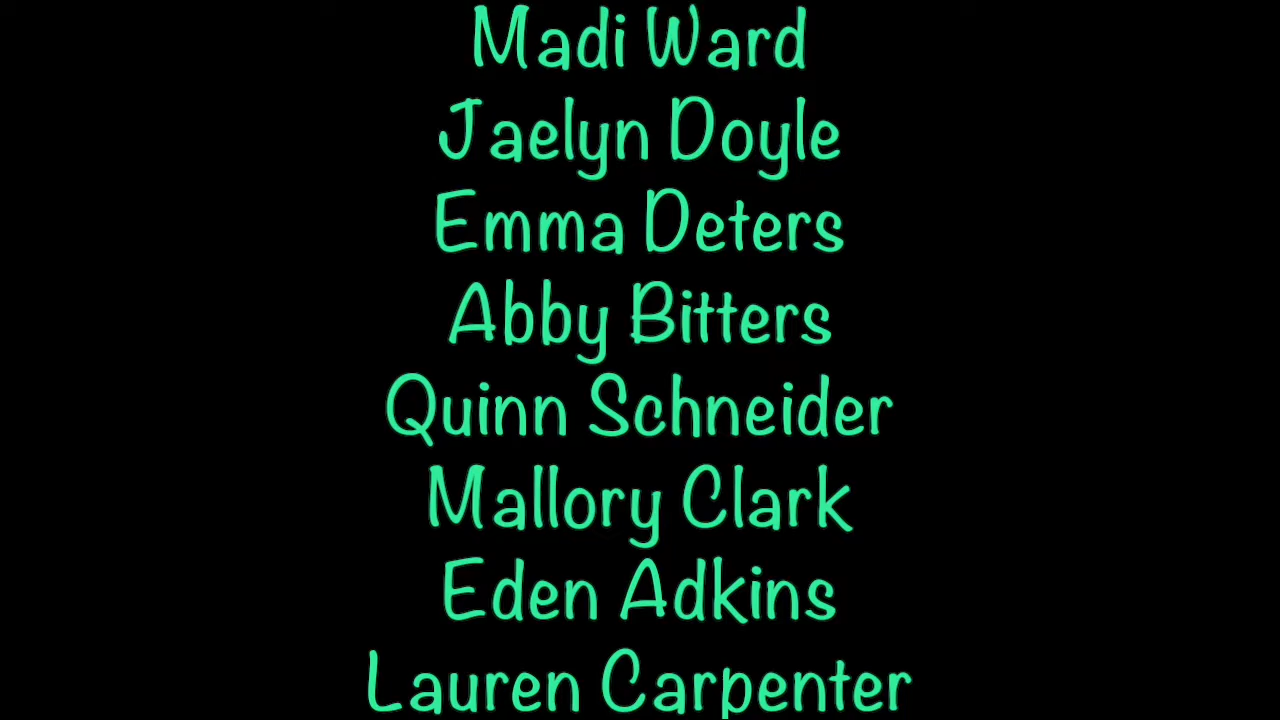 Madi Ward
Jaelyn Doyle
Emma Deters
Abby Bitters
Quinn Schneider
Mallory Clark
Eden Adkins
Lauren Carpenter